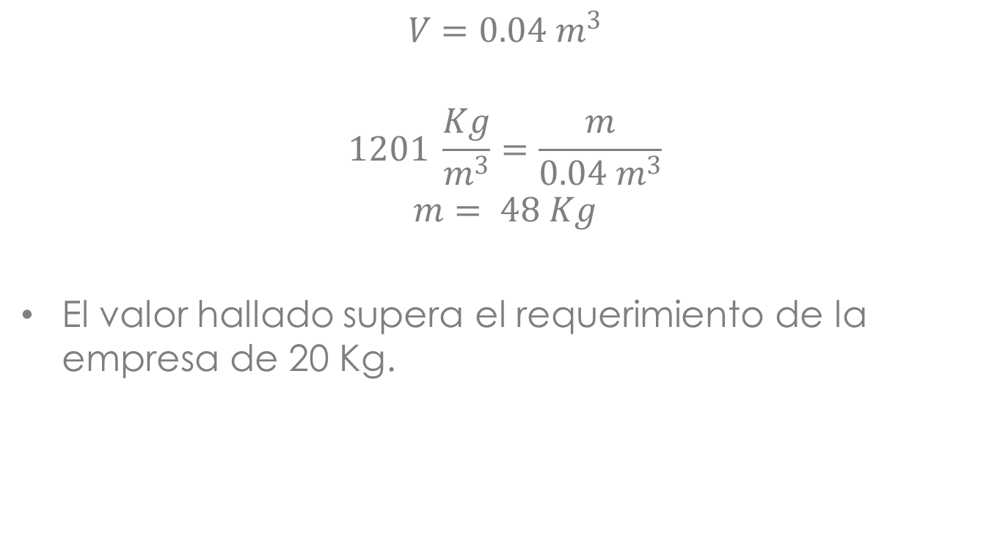 V = 0.04 m³
1201 Kg/m³ = m/0.04 m³
m = 48 Kg
• El valor hallado supera el requerimiento de la
empresa de 20 Kg.